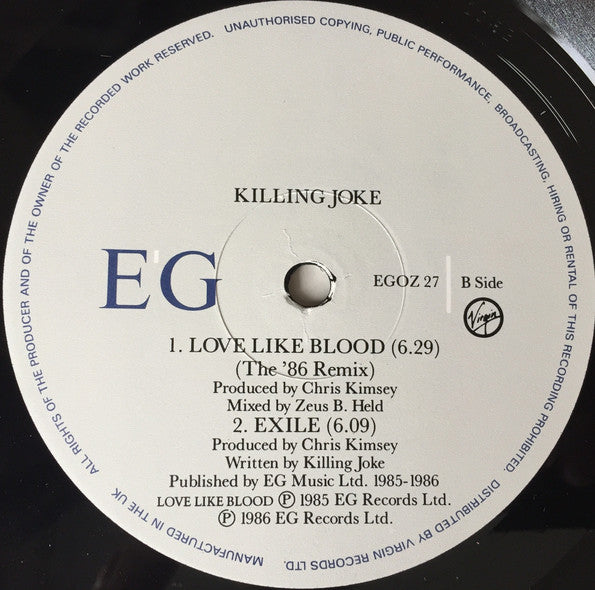 ALL RIGHTS OF THE PRODUCER AND OF THE OWNER OF THE RECORDED WORK RESERVED. UNAUTHORISED COPYING, PUBLIC PERFORMANCE, BROADCASTING, HIRING OR RENTAL OF THIS RECORDING PROHIBITED. DISTRIBUTED BY VIRGIN RECORDS LTD. MANUFACTURED IN THE UK
KILLING JOKE
E'G
EGOZ 27
B Side
Virgin
1. LOVE LIKE BLOOD (6.29)
(The '86 Remix)
Produced by Chris Kimsey
Mixed by Zeus B. Held
2. EXILE (6.09)
Produced by Chris Kimsey
Written by Killing Joke
Published by EG Music Ltd. 1985-1986
LOVE LIKE BLOOD Ⓟ 1985 EG Records Ltd.
Ⓟ 1986 EG Records Ltd.